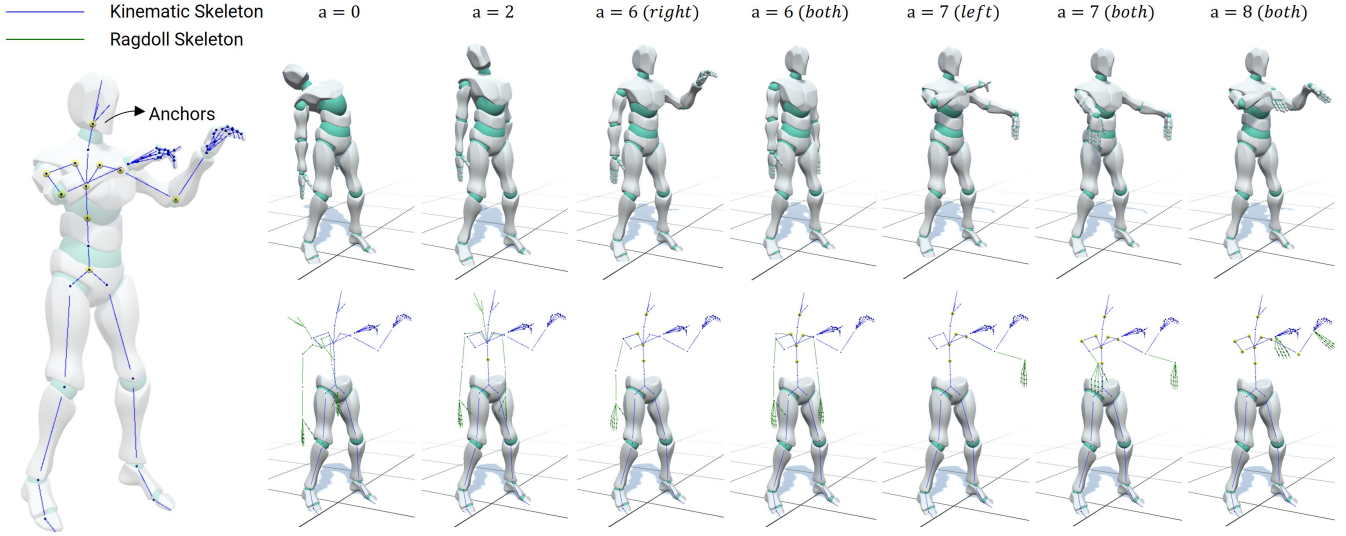 Kinematic Skeleton
Ragdoll Skeleton
Anchors
a = 0
a = 2
a = 6 (right)
a = 6 (both)
a = 7 (left)
a = 7 (both)
a = 8 (both)